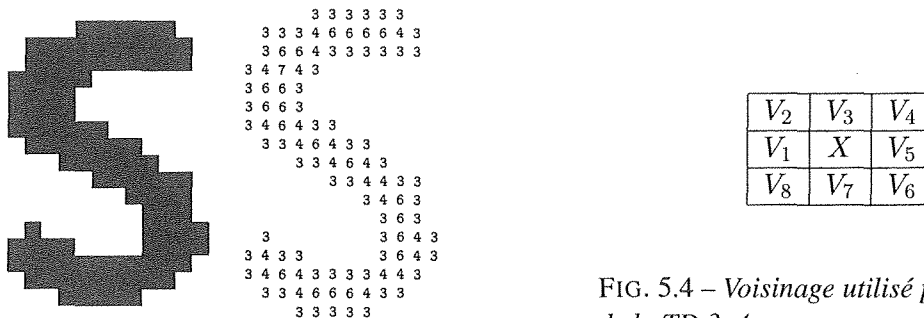 3 3 3 3 3 3
3 3 3 4 6 6 6 6 4 3
3 6 6 4 3 3 3 3 3 3
3 4 7 4 3
3 6 6 3
3 6 6 3
3 4 6 4 3 3
3 3 4 6 4 3 3
3 3 4 6 4 3
3 3 4 4 3 3
3 4 6 3
3 6 3
3 3 6 4 3
3 4 3 3 3 6 4 3
3 4 6 4 3 3 3 3 4 4 3
3 3 4 6 6 6 4 3 3
3 3 3 3 3
V2 V3 V4
V1 X V5
V8 V7 V6
FIG. 5.4 – Voisinage utilisé